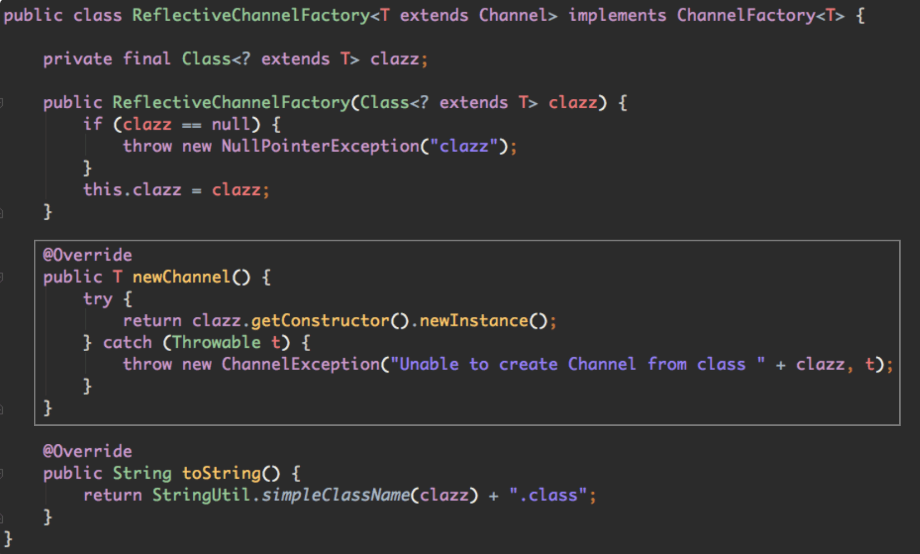 public class ReflectiveChannelFactory<T extends Channel> implements ChannelFactory<T> {
private final Class<? extends T> clazz;
public ReflectiveChannelFactory(Class<? extends T> clazz) {
if (clazz == null) {
throw new NullPointerException("clazz");
}
this.clazz = clazz;
}
@Override
public T newChannel() {
try {
return clazz.getConstructor().newInstance();
} catch (Throwable t) {
throw new ChannelException("Unable to create Channel from class " + clazz, t);
}
}
@Override
public String toString() {
return StringUtil.simpleClassName(clazz) + ".class";
}
}